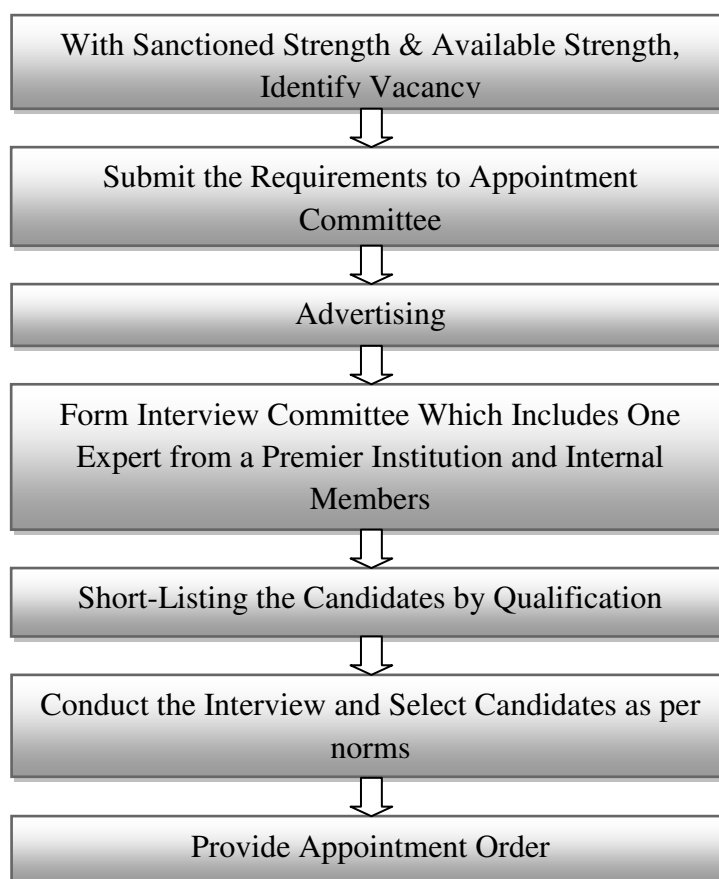 With Sanctioned Strength & Available Strength,
Identify Vacancy
Submit the Requirements to Appointment
Committee
Advertising
Form Interview Committee Which Includes One
Expert from a Premier Institution and Internal
Members
Short-Listing the Candidates by Qualification
Conduct the Interview and Select Candidates as per
norms
Provide Appointment Order